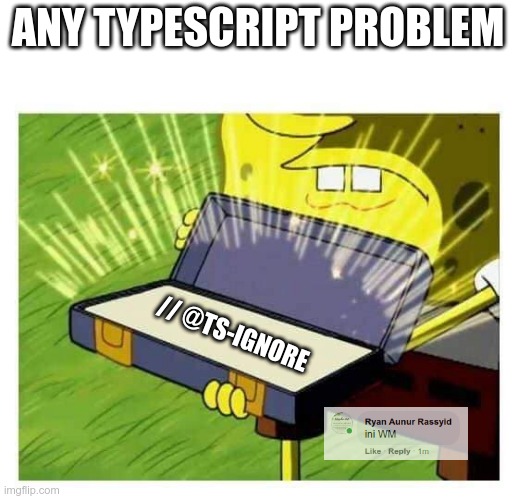 ANY TYPESCRIPT PROBLEM
// @TS-IGNORE
Ryan Aunur Rassyid
ini WM
Like Reply 1m
imgflip.com